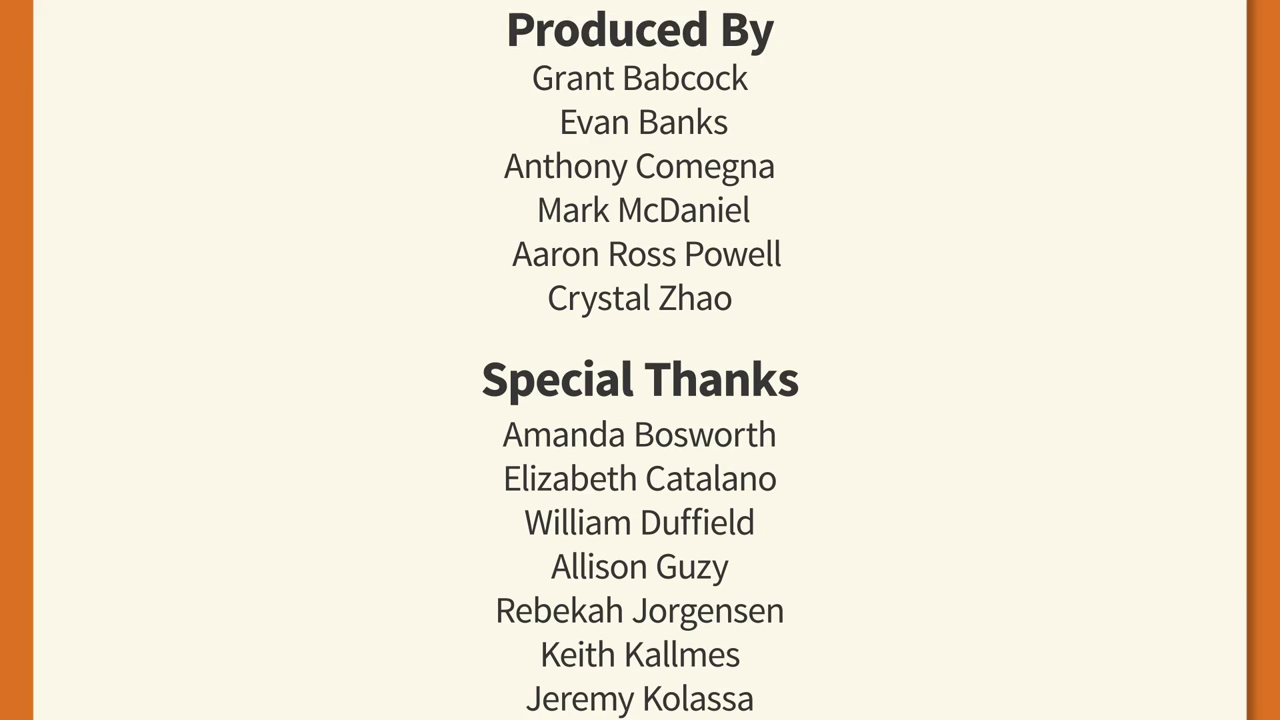 Produced By
Grant Babcock
Evan Banks
Anthony Comegna
Mark McDaniel
Aaron Ross Powell
Crystal Zhao
Special Thanks
Amanda Bosworth
Elizabeth Catalano
William Duffield
Allison Guzy
Rebekah Jorgensen
Keith Kallmes
Jeremy Kolassa